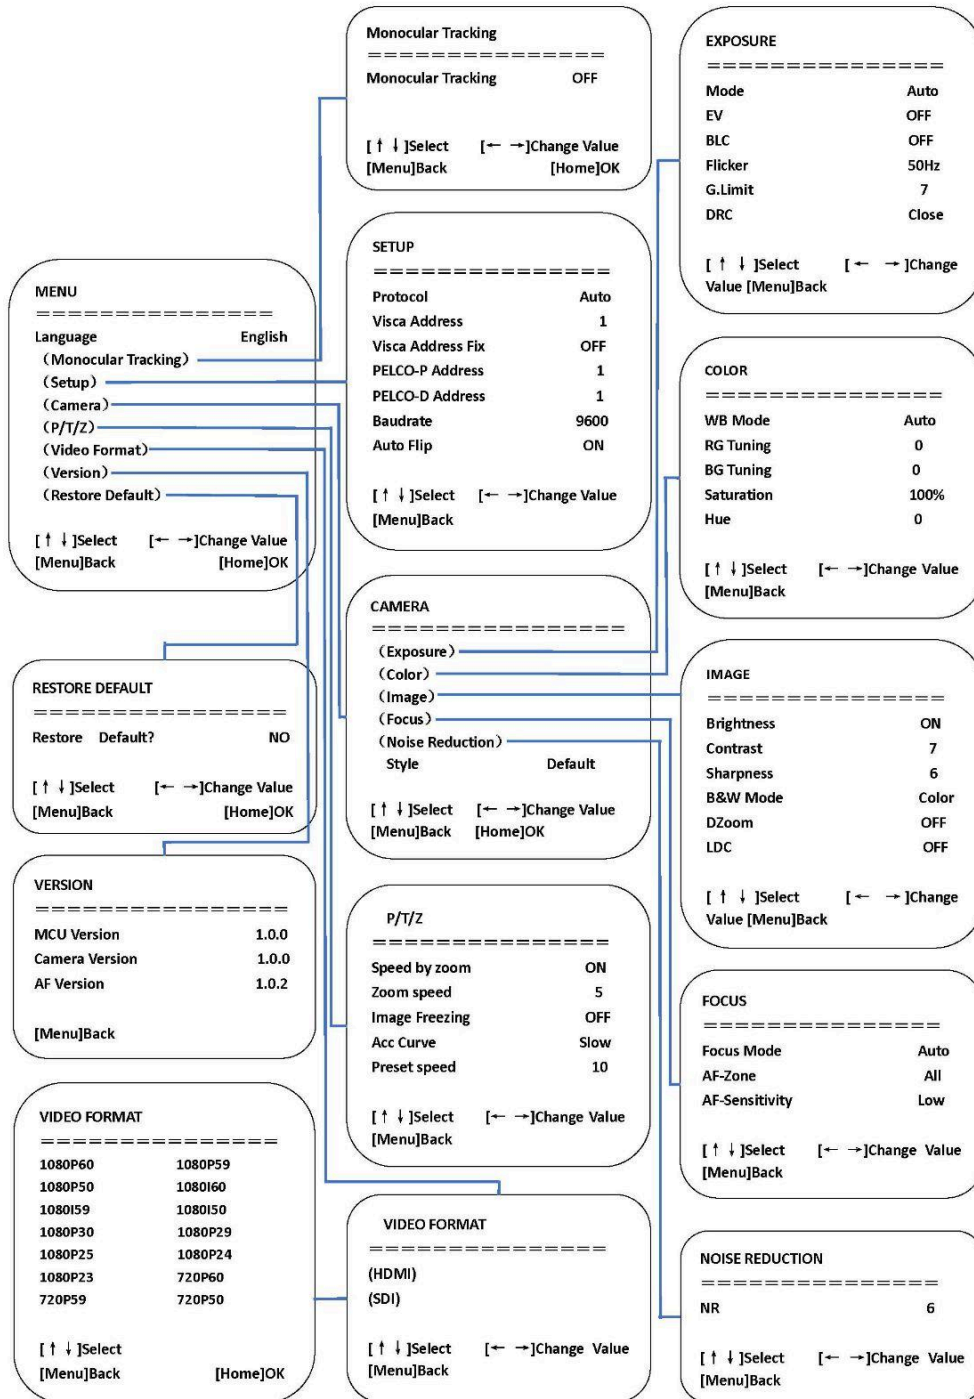 Monocular Tracking
================
Monocular Tracking OFF
[ ↑ ↓ ]Select [← →]Change Value
[Menu]Back [Home]OK
EXPOSURE
===============
Mode Auto
EV OFF
BLC OFF
Flicker 50Hz
G.Limit 7
DRC Close
[ ↑ ↓ ]Select [ ← → ]Change
Value [Menu]Back
SETUP
===============
Protocol Auto
Visca Address 1
Visca Address Fix OFF
PELCO-P Address 1
PELCO-D Address 1
Baudrate 9600
Auto Flip ON
[ ↑ ↓ ]Select [← →]Change Value
[Menu]Back
MENU
===============
Language English
(Monocular Tracking)
(Setup)
(Camera)
(P/T/Z)
(Video Format)
(Version)
(Restore Default)
[ ↑ ↓ ]Select [← →]Change Value
[Menu]Back [Home]OK
COLOR
===============
WB Mode Auto
RG Tuning 0
BG Tuning 0
Saturation 100%
Hue 0
[ ↑ ↓ ]Select [← →]Change Value
[Menu]Back
CAMERA
================
(Exposure)
(Color)
(Image)
(Focus)
(Noise Reduction)
Style Default
[ ↑ ↓ ]Select [← →]Change Value
[Menu]Back [Home]OK
RESTORE DEFAULT
================
Restore Default? NO
[ ↑ ↓ ]Select [← →]Change Value
[Menu]Back [Home]OK
IMAGE
===============
Brightness ON
Contrast 7
Sharpness 6
B&W Mode Color
DZoom OFF
LDC OFF
[ ↑ ↓ ]Select [ ← → ]Change
Value [Menu]Back
VERSION
================
MCU Version 1.0.0
Camera Version 1.0.0
AF Version 1.0.2
[Menu]Back
P/T/Z
===============
Speed by zoom ON
Zoom speed 5
Image Freezing OFF
Acc Curve Slow
Preset speed 10
[ ↑ ↓ ]Select [← →]Change Value
[Menu]Back
FOCUS
===============
Focus Mode Auto
AF-Zone All
AF-Sensitivity Low
[ ↑ ↓ ]Select [← →]Change Value
[Menu]Back
VIDEO FORMAT
===============
1080P60 1080P59
1080P50 1080I60
1080I59 1080I50
1080P30 1080P29
1080P25 1080P24
1080P23 720P60
720P59 720P50
[ ↑ ↓ ]Select
[Menu]Back [Home]OK
VIDEO FORMAT
===============
(HDMI)
(SDI)
[ ↑ ↓ ]Select [← →]Change Value
[Menu]Back
NOISE REDUCTION
===============
NR 6
[ ↑ ↓ ]Select [← →]Change Value
[Menu]Back